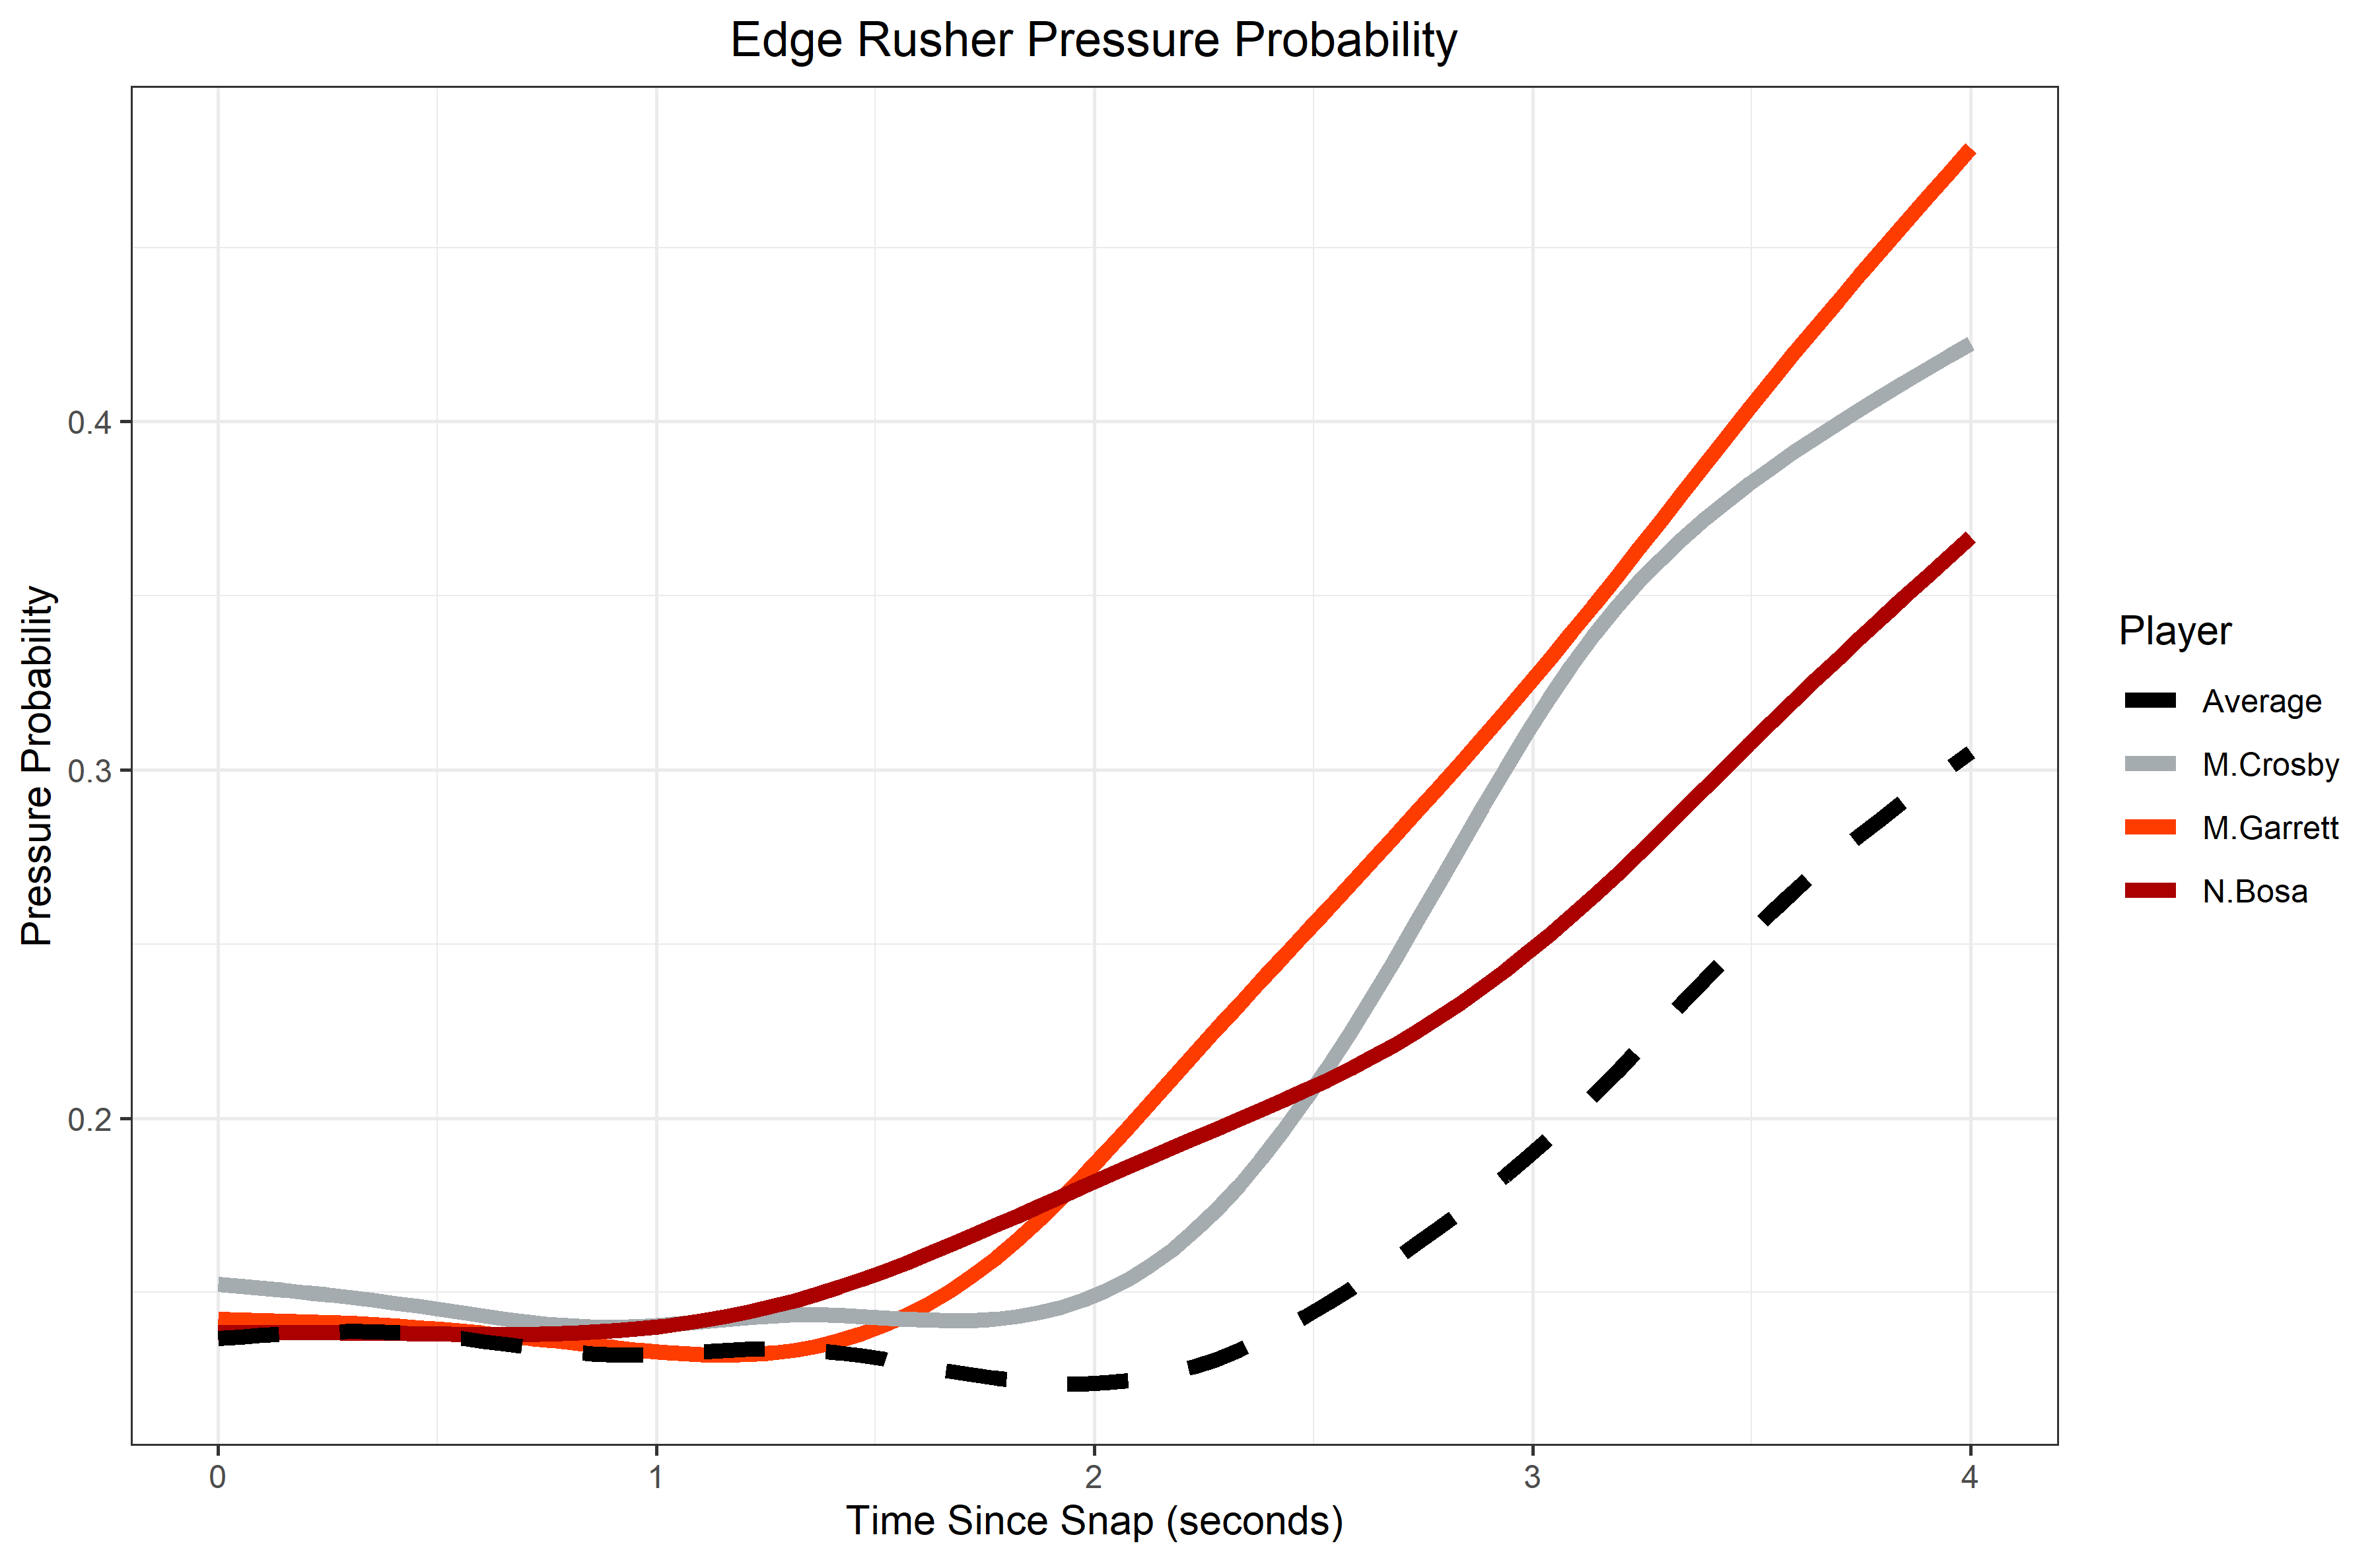 Edge Rusher Pressure Probability
Pressure Probability
0.4
0.3
0.2
0
1
2
3
4
Time Since Snap (seconds)
Player
Average
M.Crosby
M.Garrett
N.Bosa